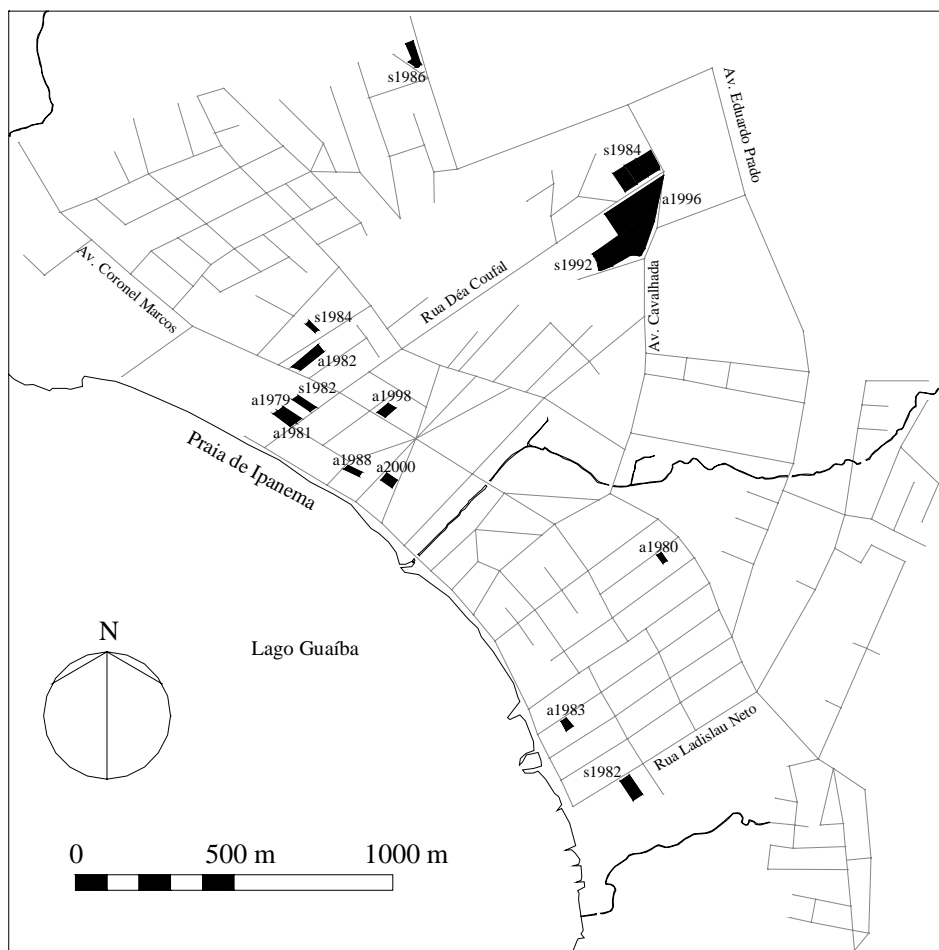 s1986
Av. Eduardo Prado
s1984
a1996
s1992
Rua Déa Coufal
Av. Cavalhada
Av. Coronel Marcos
s1984
a1982
s1982
a1979
a1998
a1981
a1988
a2000
Praia de Ipanema
a1980
N
Lago Guaíba
a1983
Rua Ladislau Neto
s1982
0 500 m 1000 m